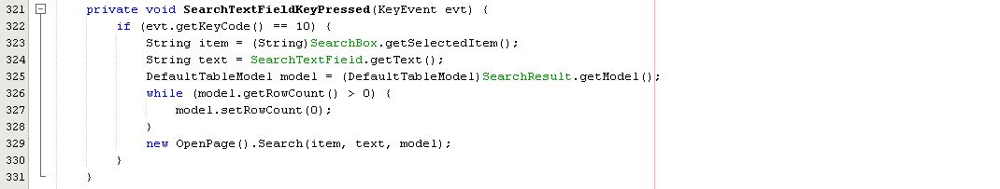 321 private void SearchTextFieldKeyPressed(KeyEvent evt) {
322 if (evt.getKeyCode() == 10) {
323 String item = (String)SearchBox.getSelectedItem();
324 String text = SearchTextField.getText();
325 DefaultTableModel model = (DefaultTableModel)SearchResult.getModel();
326 while (model.getRowCount() > 0) {
327 model.setRowCount(0);
328 }
329 new OpenPage().Search(item, text, model);
330 }
331 }